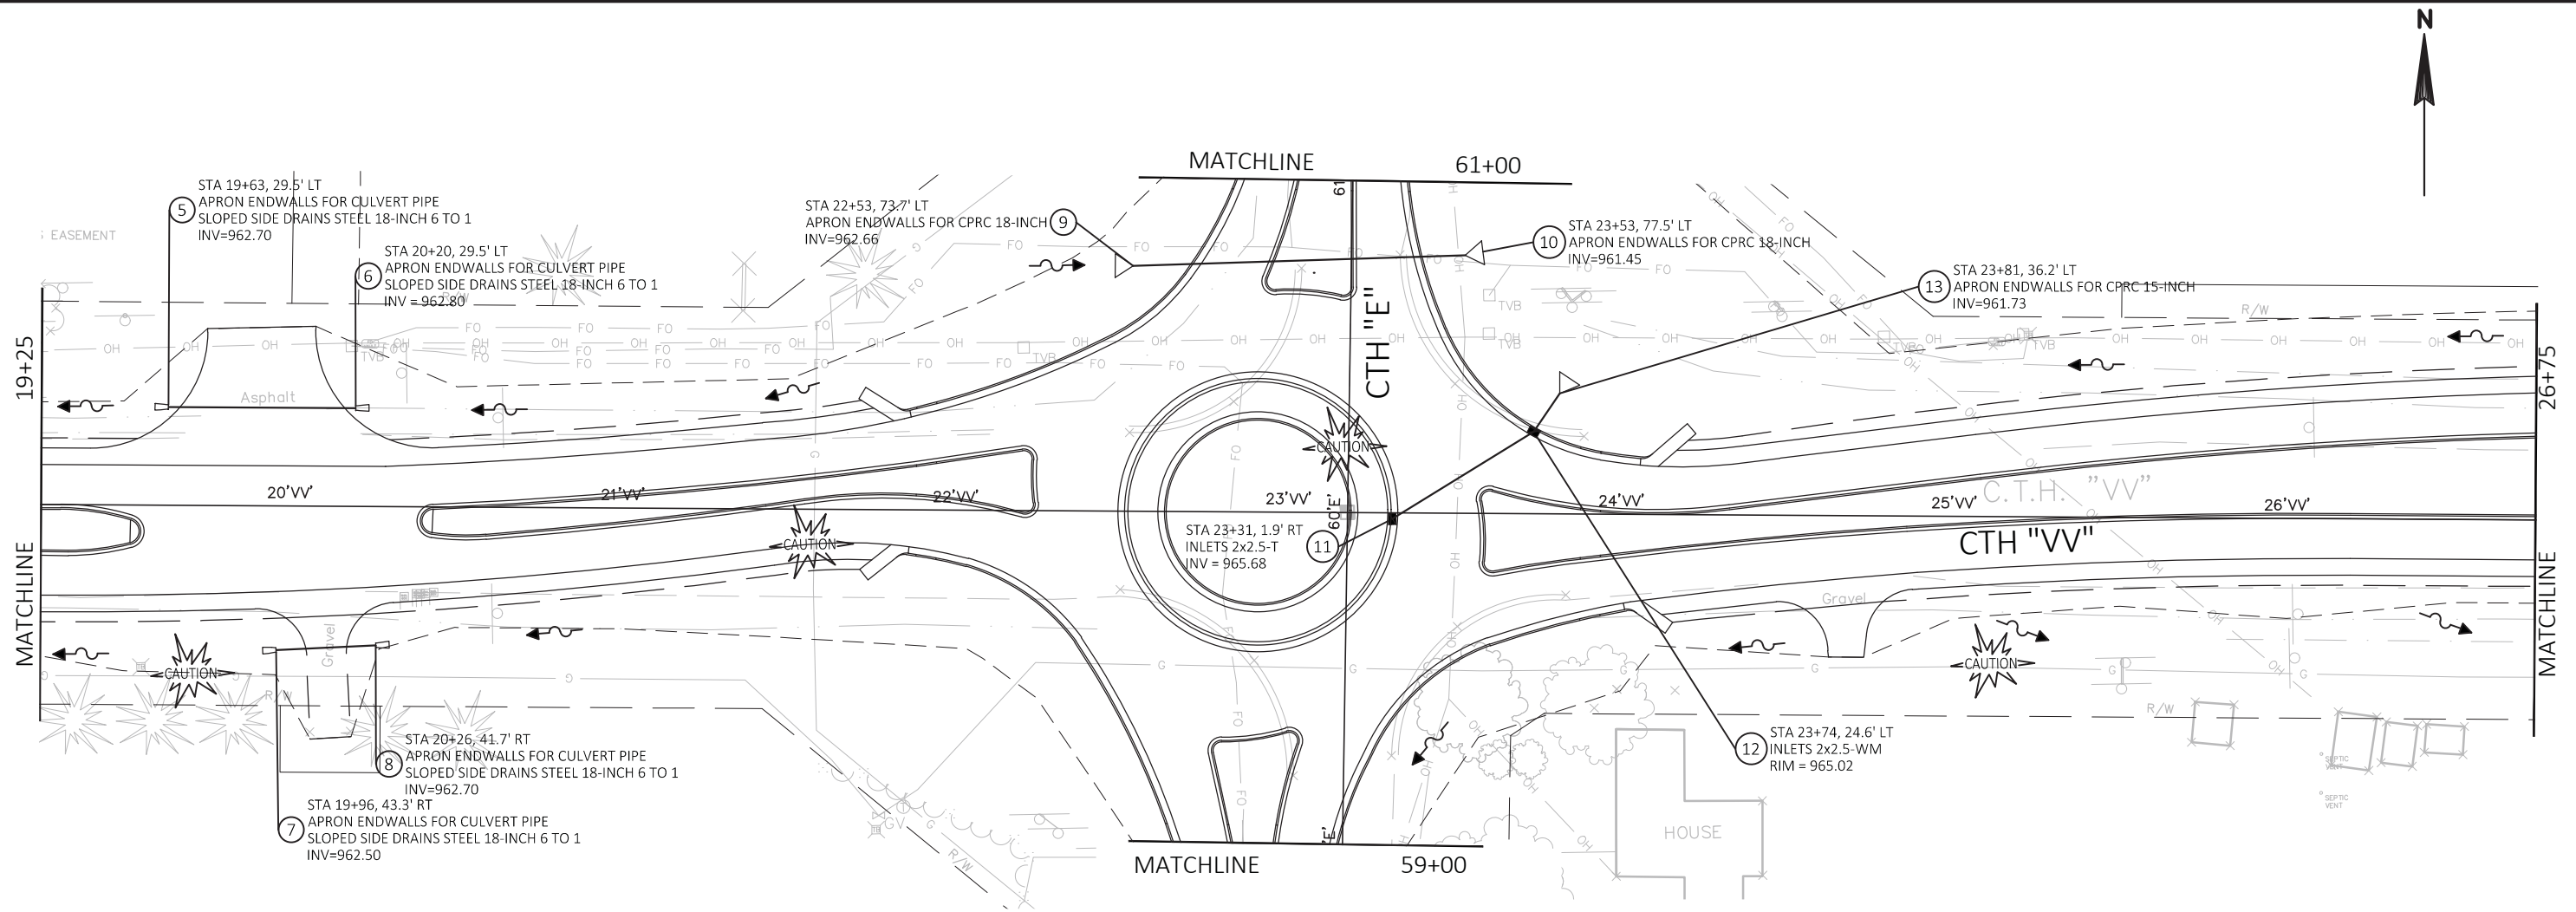 N
MATCHLINE 61+00
STA 19+63, 29.5' LT
5 APRON ENDWALLS FOR CULVERT PIPE
SLOPED SIDE DRAINS STEEL 18-INCH 6 TO 1
INV=962.70
STA 20+20, 29.5' LT
6 APRON ENDWALLS FOR CULVERT PIPE
SLOPED SIDE DRAINS STEEL 18-INCH 6 TO 1
INV = 962.80
STA 22+53, 73.7' LT
APRON ENDWALLS FOR CPRC 18-INCH 9
INV=962.66
STA 23+53, 77.5' LT
10 APRON ENDWALLS FOR CPRC 18-INCH
INV=961.45
STA 23+81, 36.2' LT
13 APRON ENDWALLS FOR CPRC 15-INCH
INV=961.73
61
EASEMENT
R/W
R/W
FO
OH
TVB
TVB
TVB
TVB
TVB
19+25
26+75
Asphalt
CTH "E"
CAUTION
20'VV'
21'VV'
22'VV'
23'VV'
24'VV'
25'VV'
26'VV'
C.T.H. "VV"
CTH "VV"
60'E'
STA 23+31, 1.9' RT
INLETS 2x2.5-T
INV = 965.68
11
CAUTION
MATCHLINE
MATCHLINE
Gravel
Gravel
CAUTION
CAUTION
G
R/W
R/W
STA 20+26, 41.7' RT
APRON ENDWALLS FOR CULVERT PIPE
8 SLOPED SIDE DRAINS STEEL 18-INCH 6 TO 1
INV=962.70
STA 19+96, 43.3' RT
7 APRON ENDWALLS FOR CULVERT PIPE
SLOPED SIDE DRAINS STEEL 18-INCH 6 TO 1
INV=962.50
STA 23+74, 24.6' LT
12 INLETS 2x2.5-WM
RIM = 965.02
SEPTIC
VENT
SEPTIC
VENT
GV
R/W
HOUSE
'E'
MATCHLINE 59+00